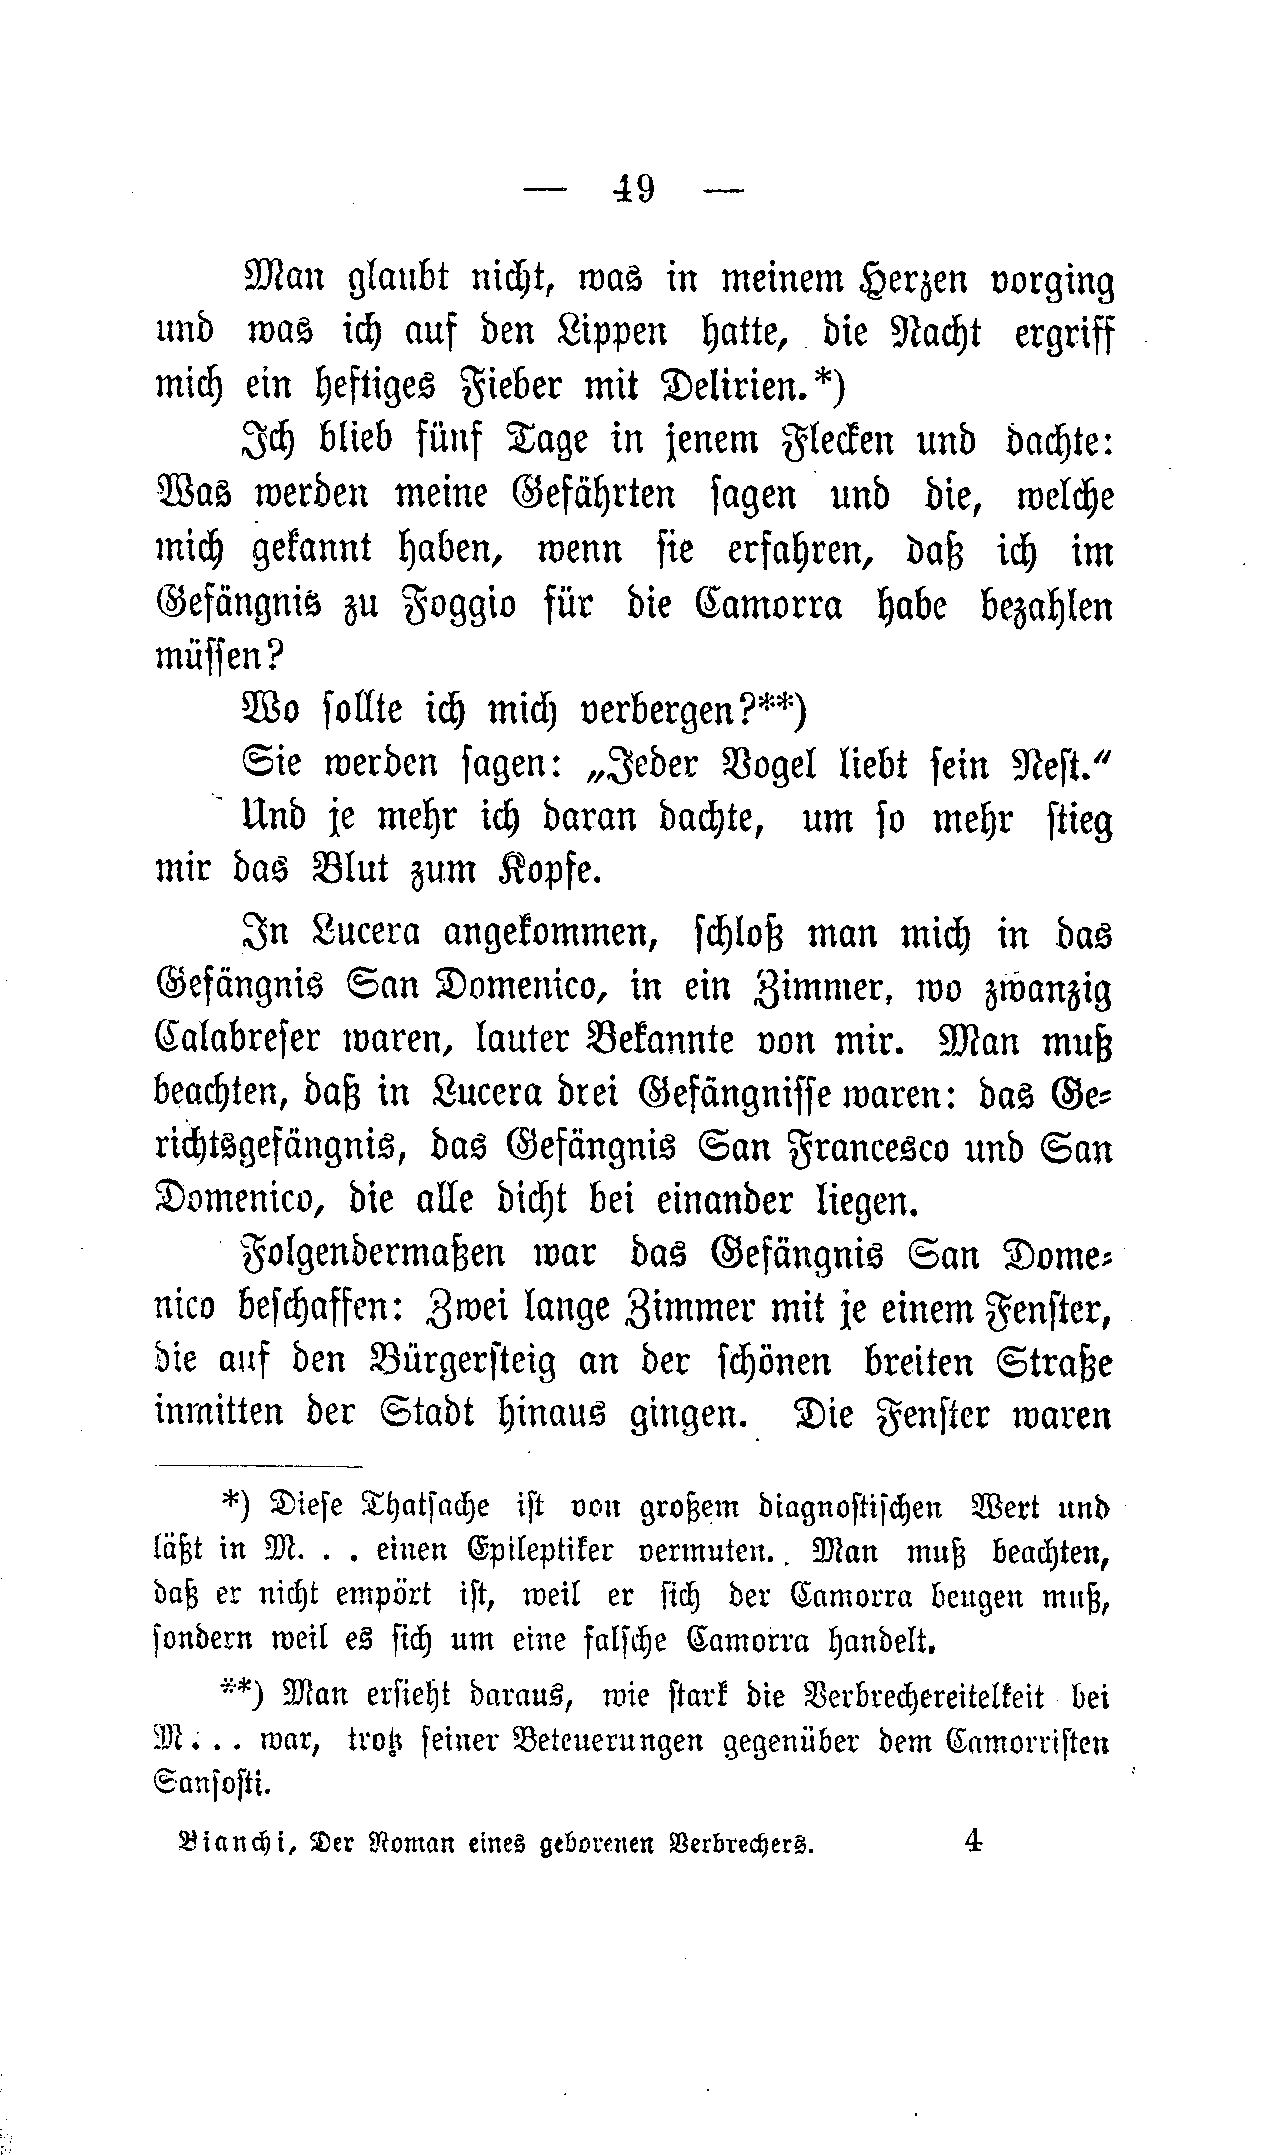 — 49 —
Man glaubt nicht, was in meinem Herzen vorging
und was ich auf den Lippen hatte, die Nacht ergriff
mich ein heftiges Fieber mit Delirien.*)
Ich blieb fünf Tage in jenem Flecken und dachte:
Was werden meine Gefährten sagen und die, welche
mich gekannt haben, wenn sie erfahren, daß ich im
Gefängnis zu Foggio für die Camorra habe bezahlen
müssen?
Wo sollte ich mich verbergen?**)
Sie werden sagen: „Jeder Vogel liebt sein Nest.“
Und je mehr ich daran dachte, um so mehr stieg
mir das Blut zum Kopfe.
In Lucera angekommen, schloß man mich in das
Gefängnis San Domenico, in ein Zimmer, wo zwanzig
Calabreser waren, lauter Bekannte von mir. Man muß
beachten, daß in Lucera drei Gefängnisse waren: das Ge-
richtsgefängnis, das Gefängnis San Francesco und San
Domenico, die alle dicht bei einander liegen.
Folgendermaßen war das Gefängnis San Dome-
nico beschaffen: Zwei lange Zimmer mit je einem Fenster,
die auf den Bürgersteig an der schönen breiten Straße
inmitten der Stadt hinaus gingen. Die Fenster waren
*) Diese Thatsache ist von großem diagnostischen Wert und
läßt in M. . . einen Epileptiker vermuten. Man muß beachten,
daß er nicht empört ist, weil er sich der Camorra beugen muß,
sondern weil es sich um eine falsche Camorra handelt.
**) Man ersieht daraus, wie stark die Verbrechereitelkeit bei
M. . . war, trotz seiner Beteuerungen gegenüber dem Camorristen
Sansosti.
Bianchi, Der Roman eines geborenen Verbrechers. 4